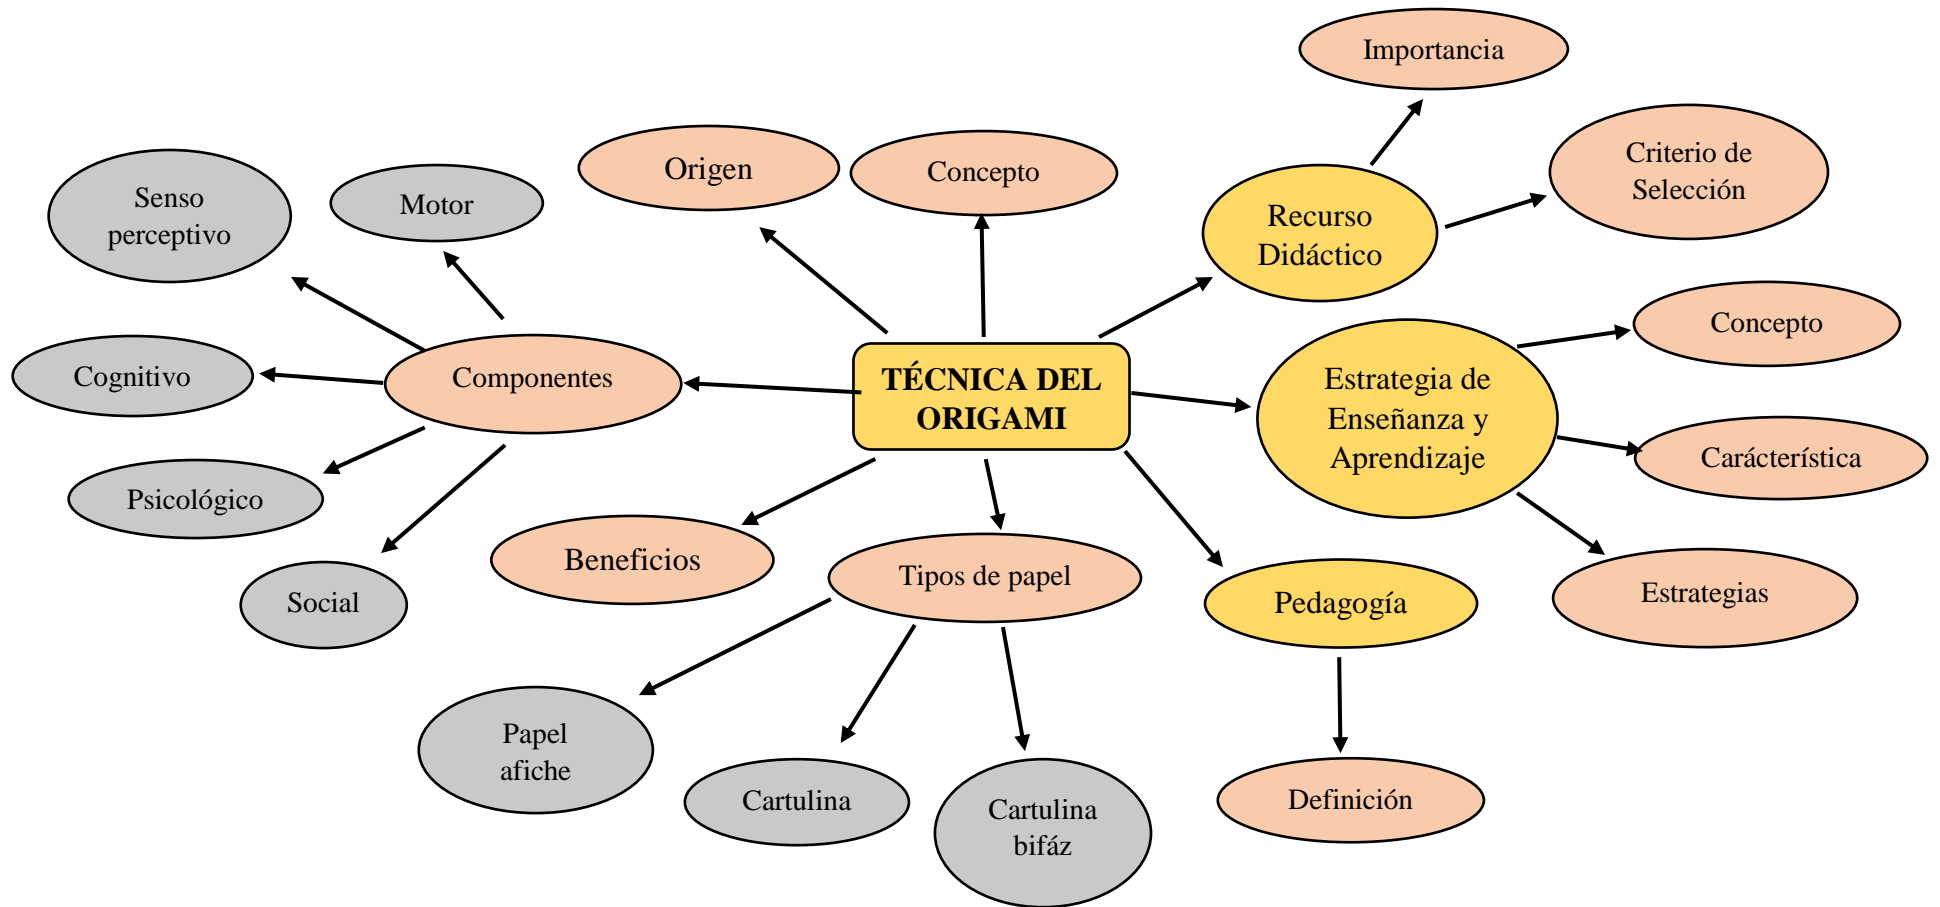 Importancia
Criterio de
Selección
Origen
Concepto
Senso
perceptivo
Motor
Recurso
Didáctico
Concepto
Cognitivo
Componentes
TÉCNICA DEL
ORIGAMI
Estrategia de
Enseñanza y
Aprendizaje
Carácterística
Psicológico
Beneficios
Tipos de papel
Social
Pedagogía
Estrategias
Papel
afiche
Cartulina
Cartulina
bifáz
Definición